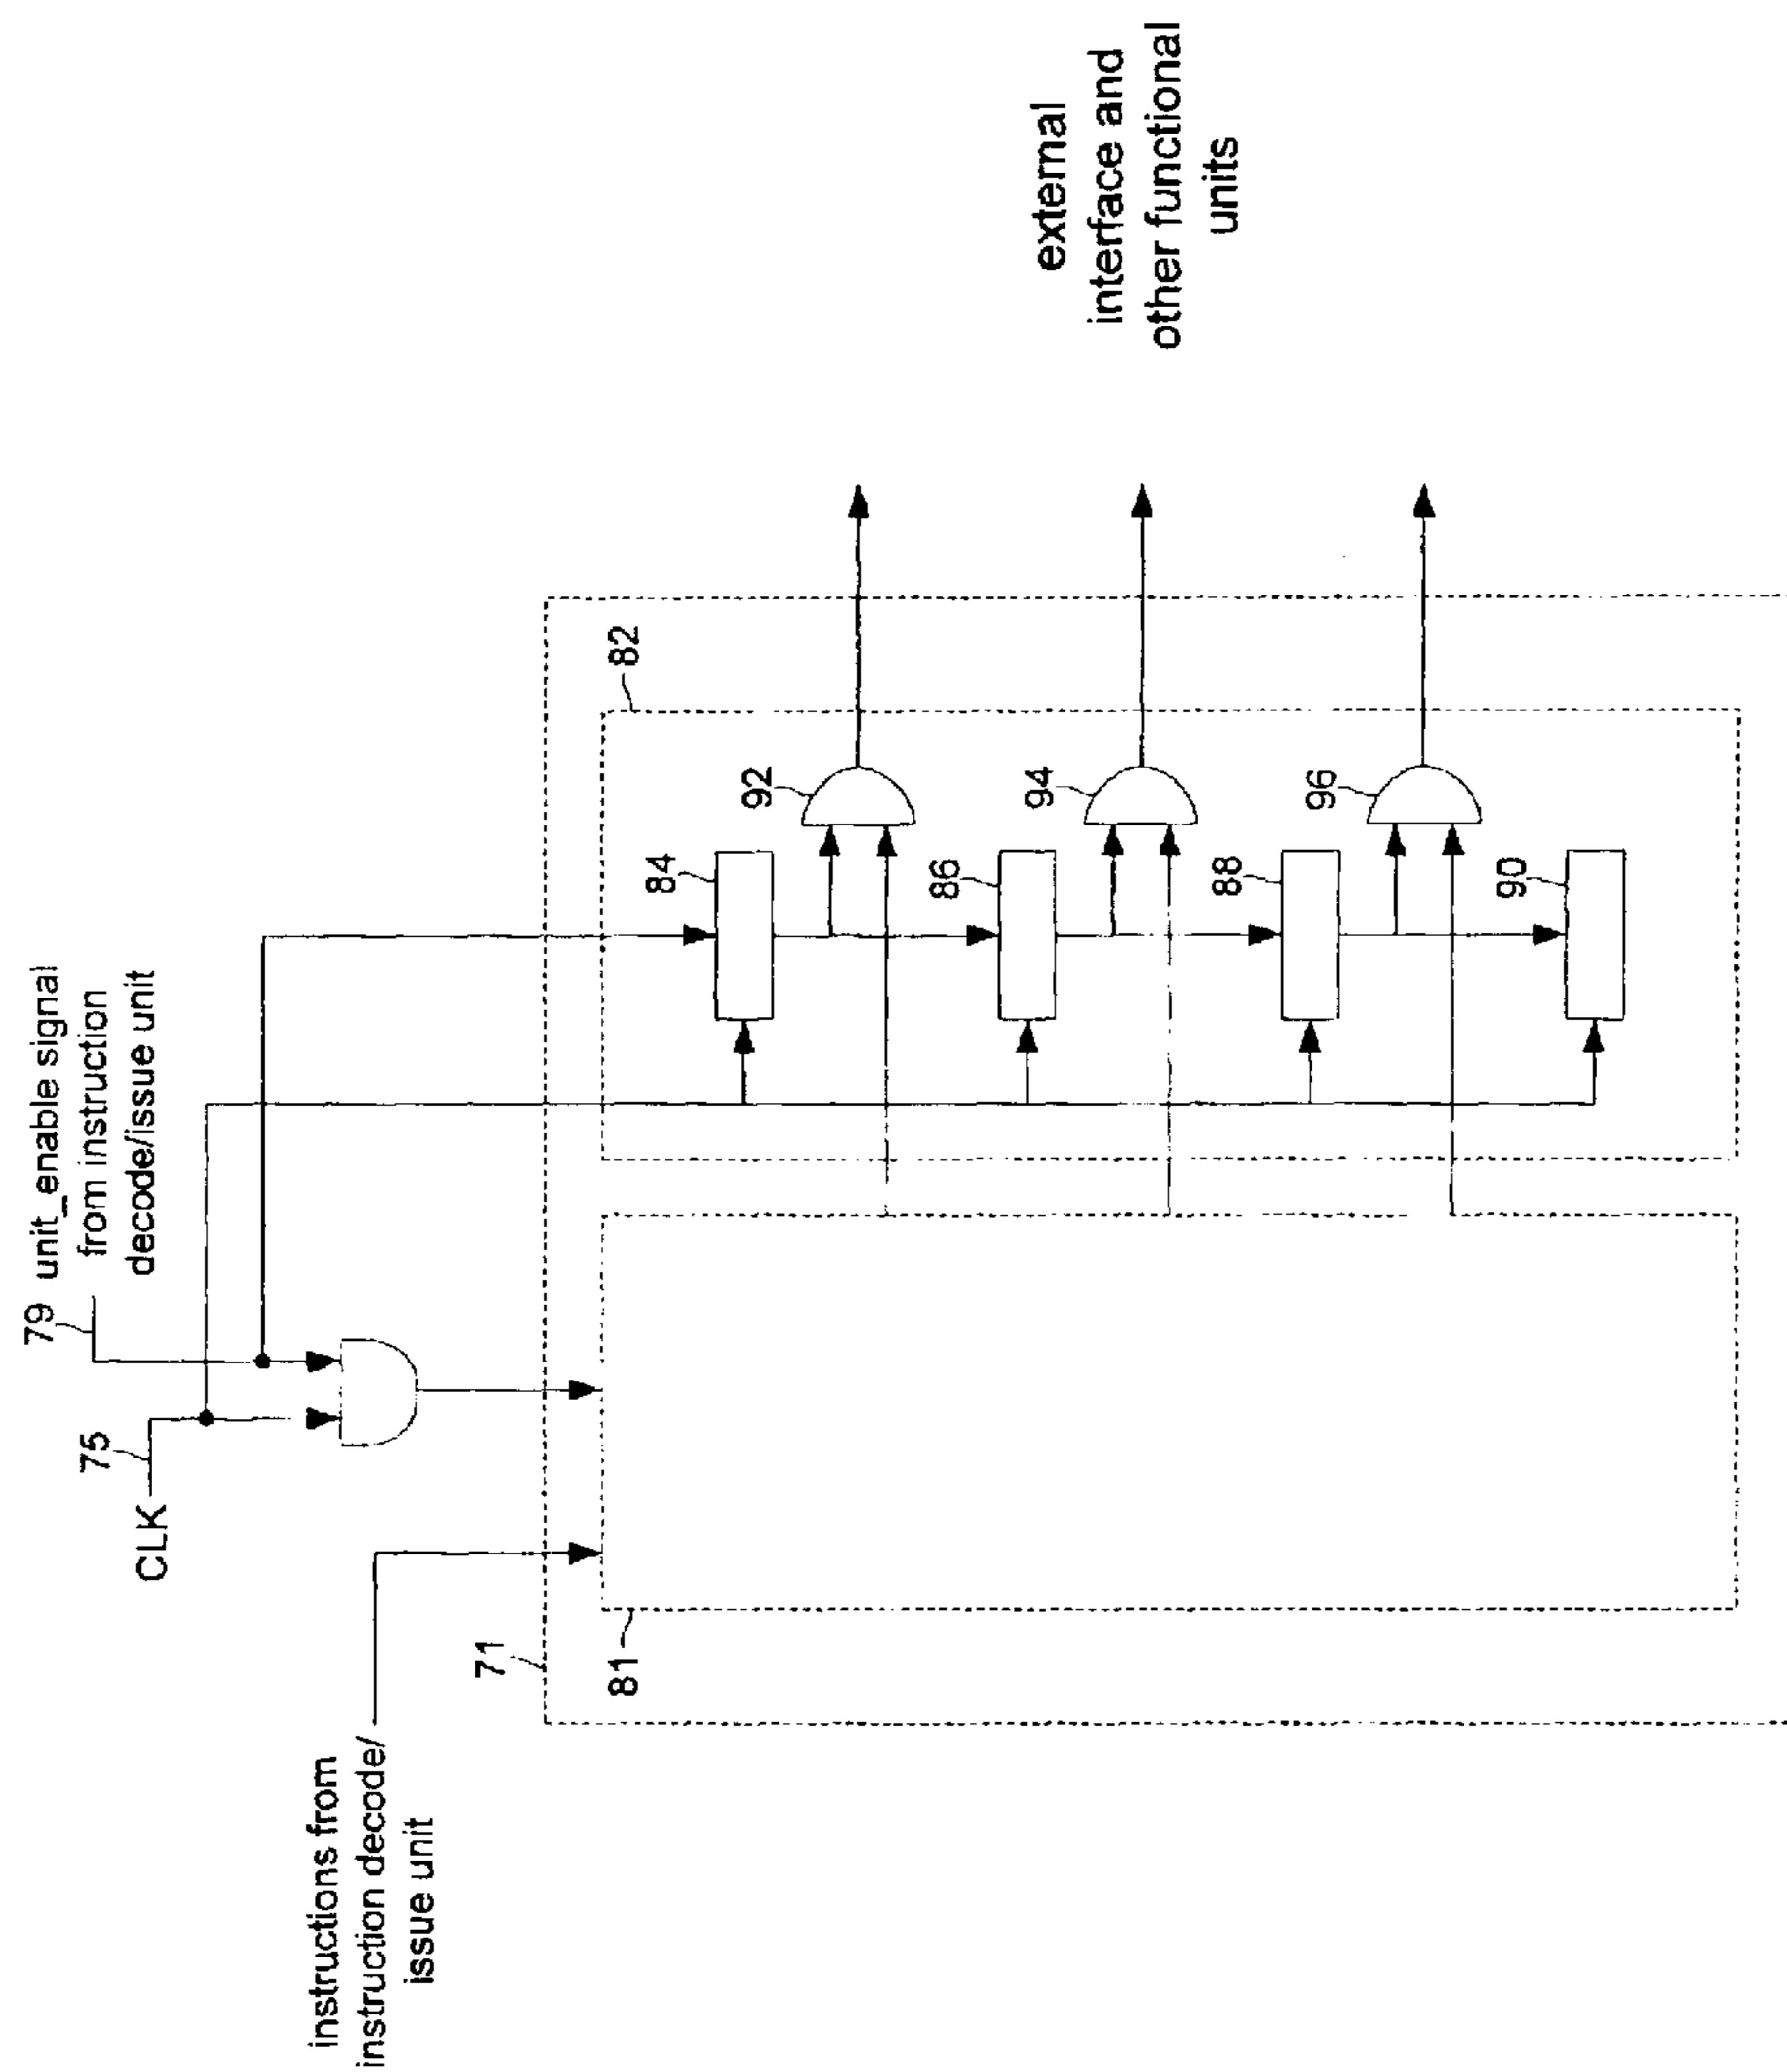 79
unit_enable signal
from instruction
decode/issue unit
75
CLK
instructions from
instruction decode/
issue unit
71
81
82
84
92
86
94
88
96
90
external
interface and
other functional
units